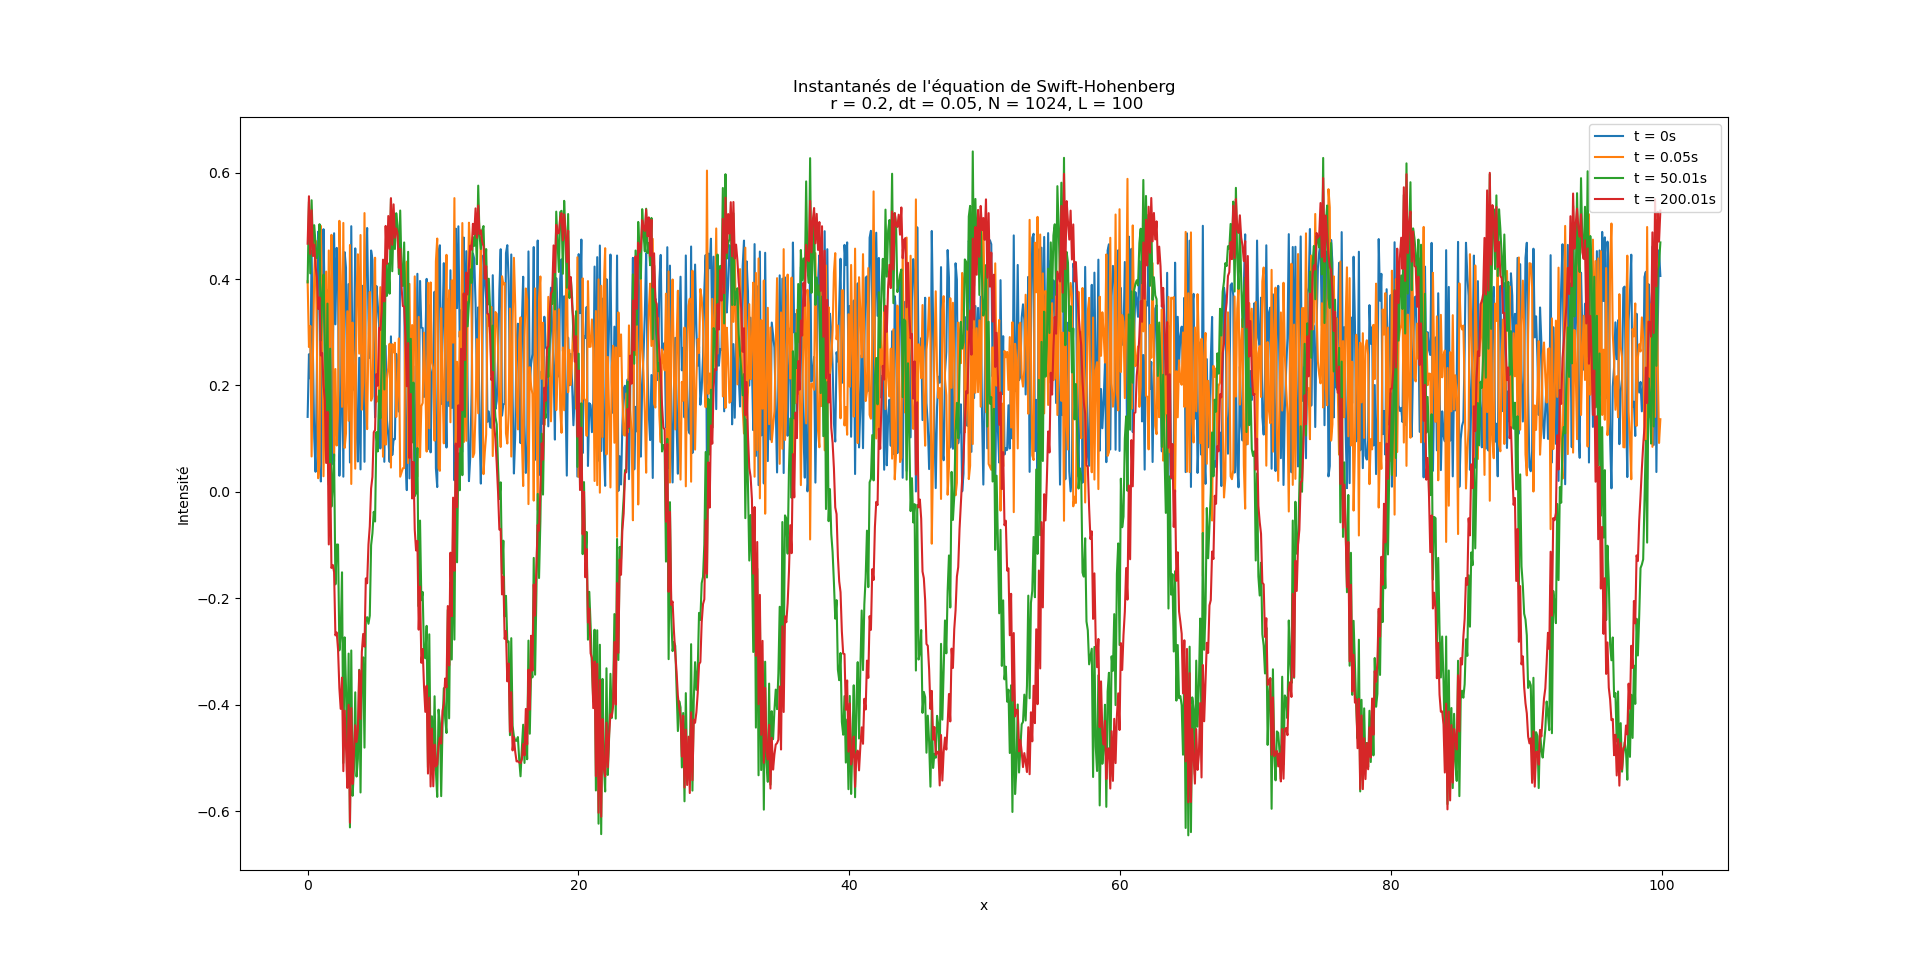 Instantanés de l'équation de Swift-Hohenberg
r = 0.2, dt = 0.05, N = 1024, L = 100
t = 0s
t = 0.05s
t = 50.01s
t = 200.01s
Intensité
0.6
0.4
0.2
0.0
−0.2
−0.4
−0.6
0 20 40 60 80 100
x